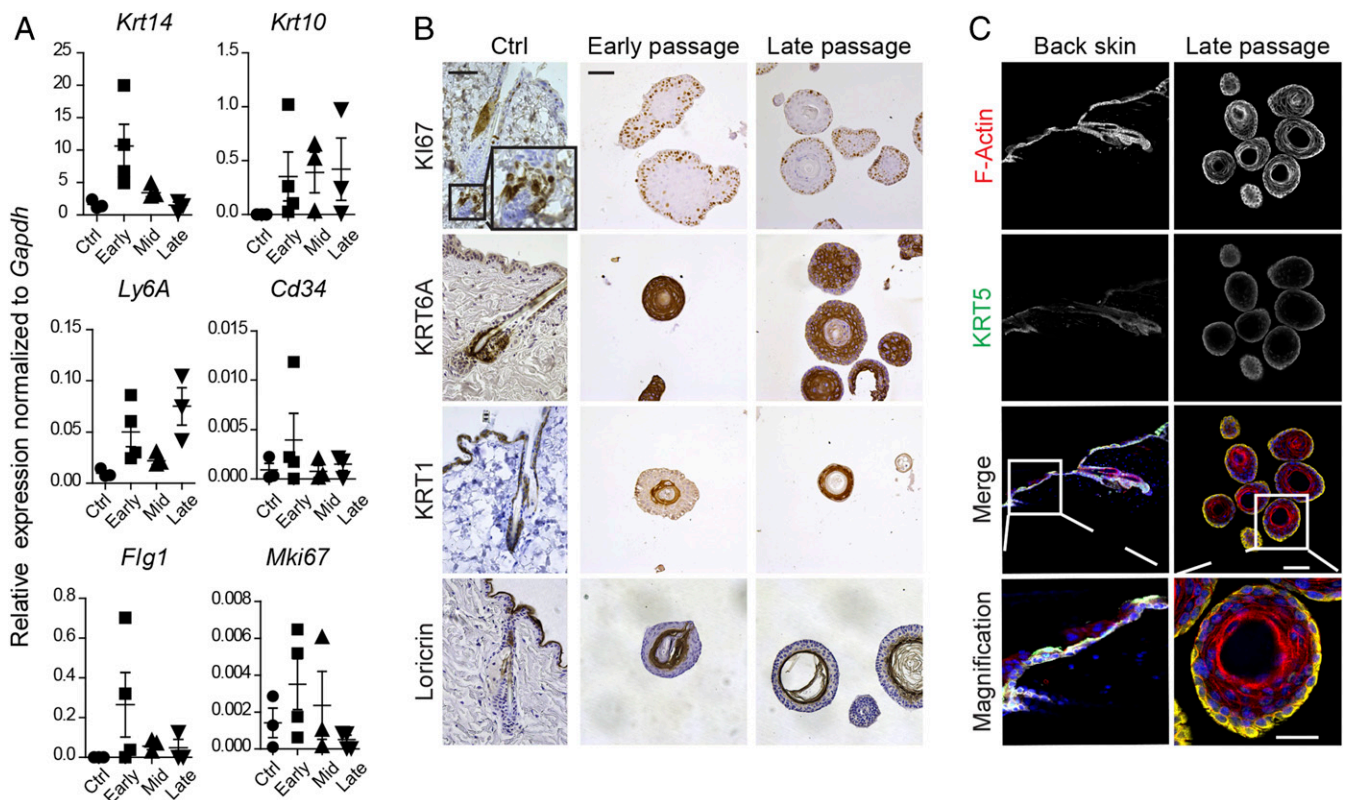 A
Relative expression normalized to Gapdh
Krt14
25
20
15
10
5
0
Ctrl
Early
Mid
Late
Krt10
1.5
1.0
0.5
0.0
Ctrl
Early
Mid
Late
Ly6A
0.15
0.10
0.05
0.00
Ctrl
Early
Mid
Late
Cd34
0.015
0.010
0.005
0.000
Ctrl
Early
Mid
Late
Flg1
0.8
0.6
0.4
0.2
0.0
Ctrl
Early
Mid
Late
Mki67
0.008
0.006
0.004
0.002
0.000
Ctrl
Early
Mid
Late
B
Ctrl
Early passage
Late passage
KI67
KRT6A
KRT1
Loricrin
C
Back skin
Late passage
F-Actin
KRT5
Merge
Magnification